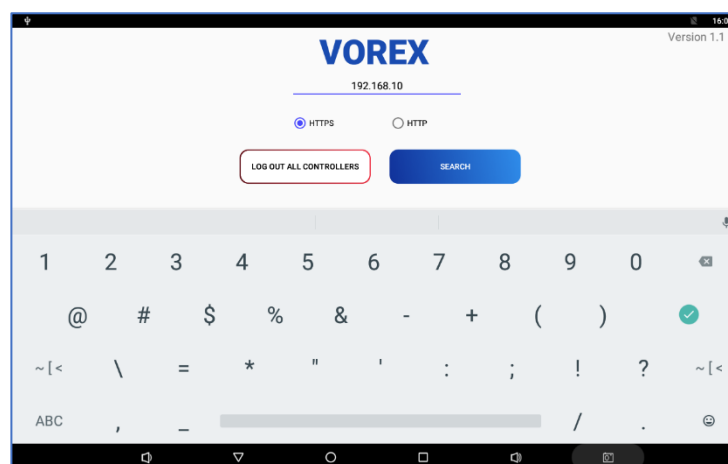 16:0
Version 1.1
VOREX
192.168.10
HTTPS HTTP
LOG OUT ALL CONTROLLERS SEARCH
1 2 3 4 5 6 7 8 9 0
@ # $ % & - + ( )
~ [ < \ = * " ' : ; ! ? ~ [ <
ABC , _ / .